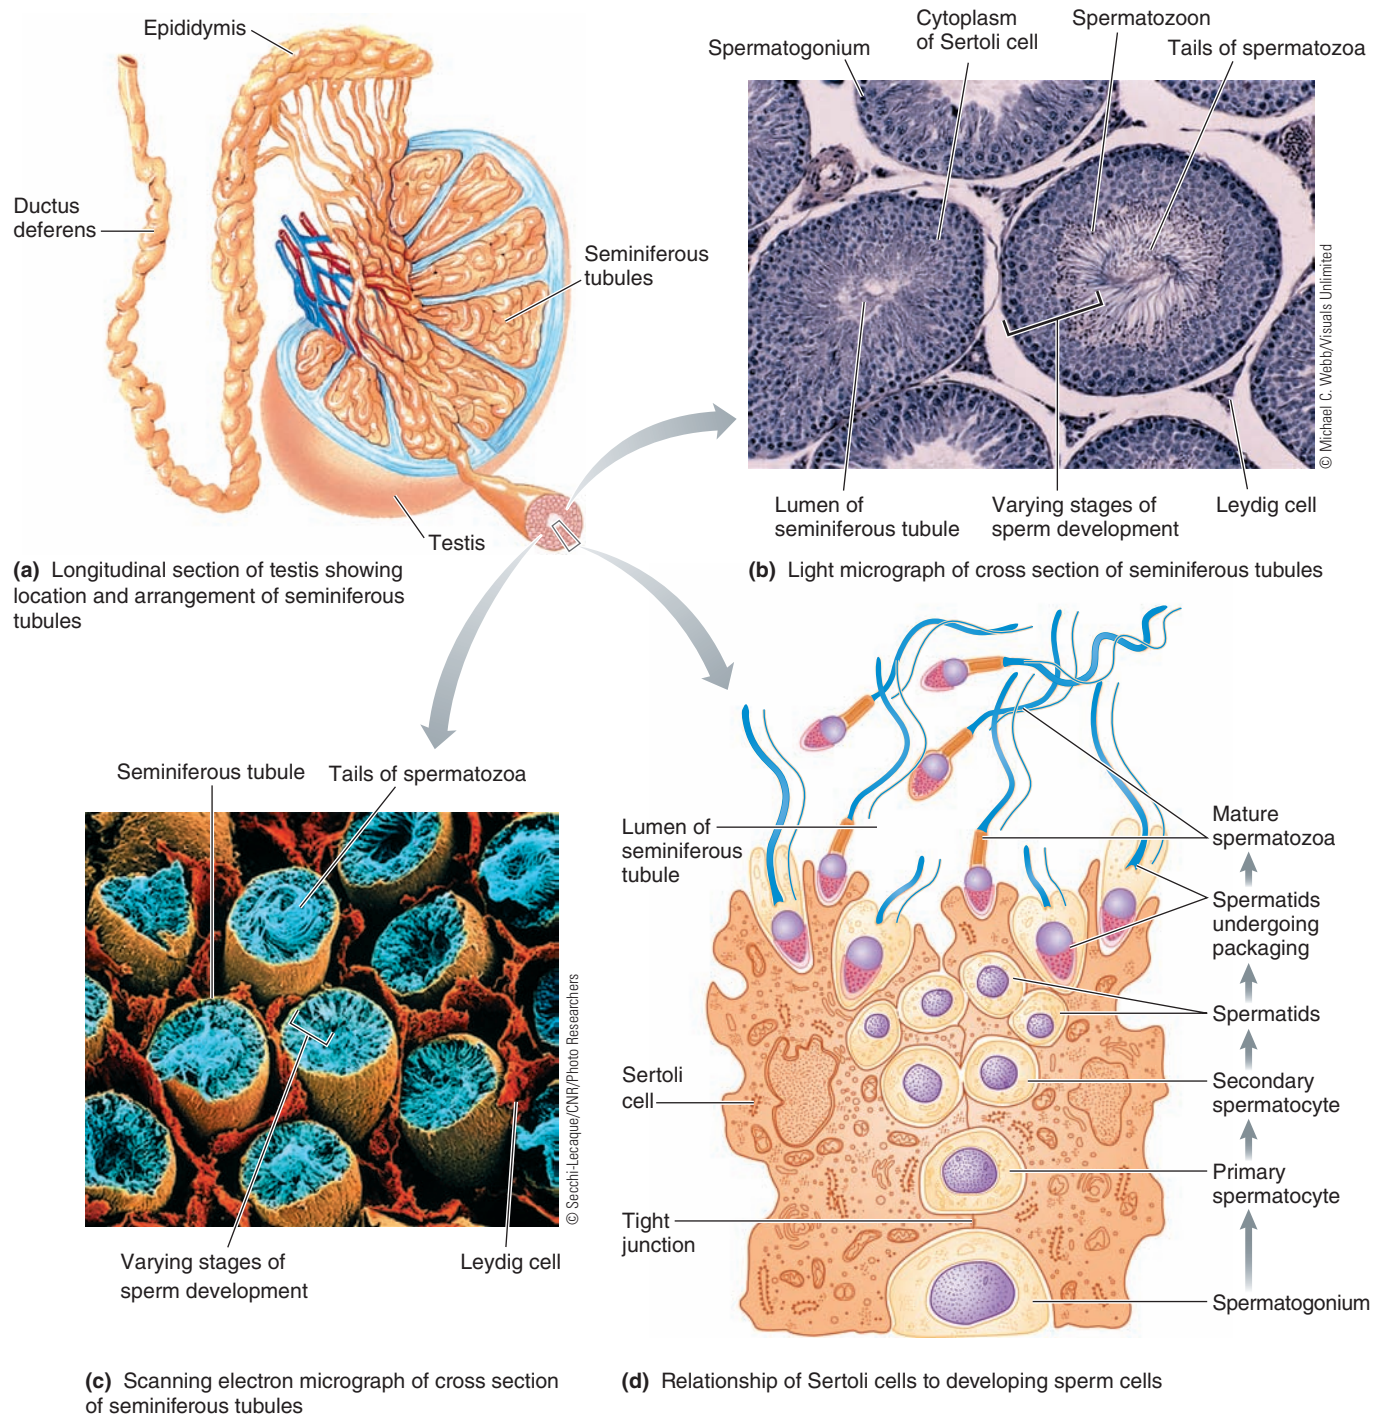 Epididymis
Ductus
deferens
Seminiferous
tubules
Testis
(a) Longitudinal section of testis showing
location and arrangement of seminiferous
tubules
Spermatogonium
Cytoplasm
of Sertoli cell
Spermatozoon
Tails of spermatozoa
Lumen of
seminiferous tubule
Varying stages of
sperm development
Leydig cell
© Michael C. Webb/Visuals Unlimited
(b) Light micrograph of cross section of seminiferous tubules
Seminiferous tubule
Tails of spermatozoa
Varying stages of
sperm development
Leydig cell
© Secchi-Lecaque/CNR/Photo Researchers
(c) Scanning electron micrograph of cross section
of seminiferous tubules
Lumen of
seminiferous
tubule
Sertoli
cell
Tight
junction
Mature
spermatozoa
Spermatids
undergoing
packaging
Spermatids
Secondary
spermatocyte
Primary
spermatocyte
Spermatogonium
(d) Relationship of Sertoli cells to developing sperm cells